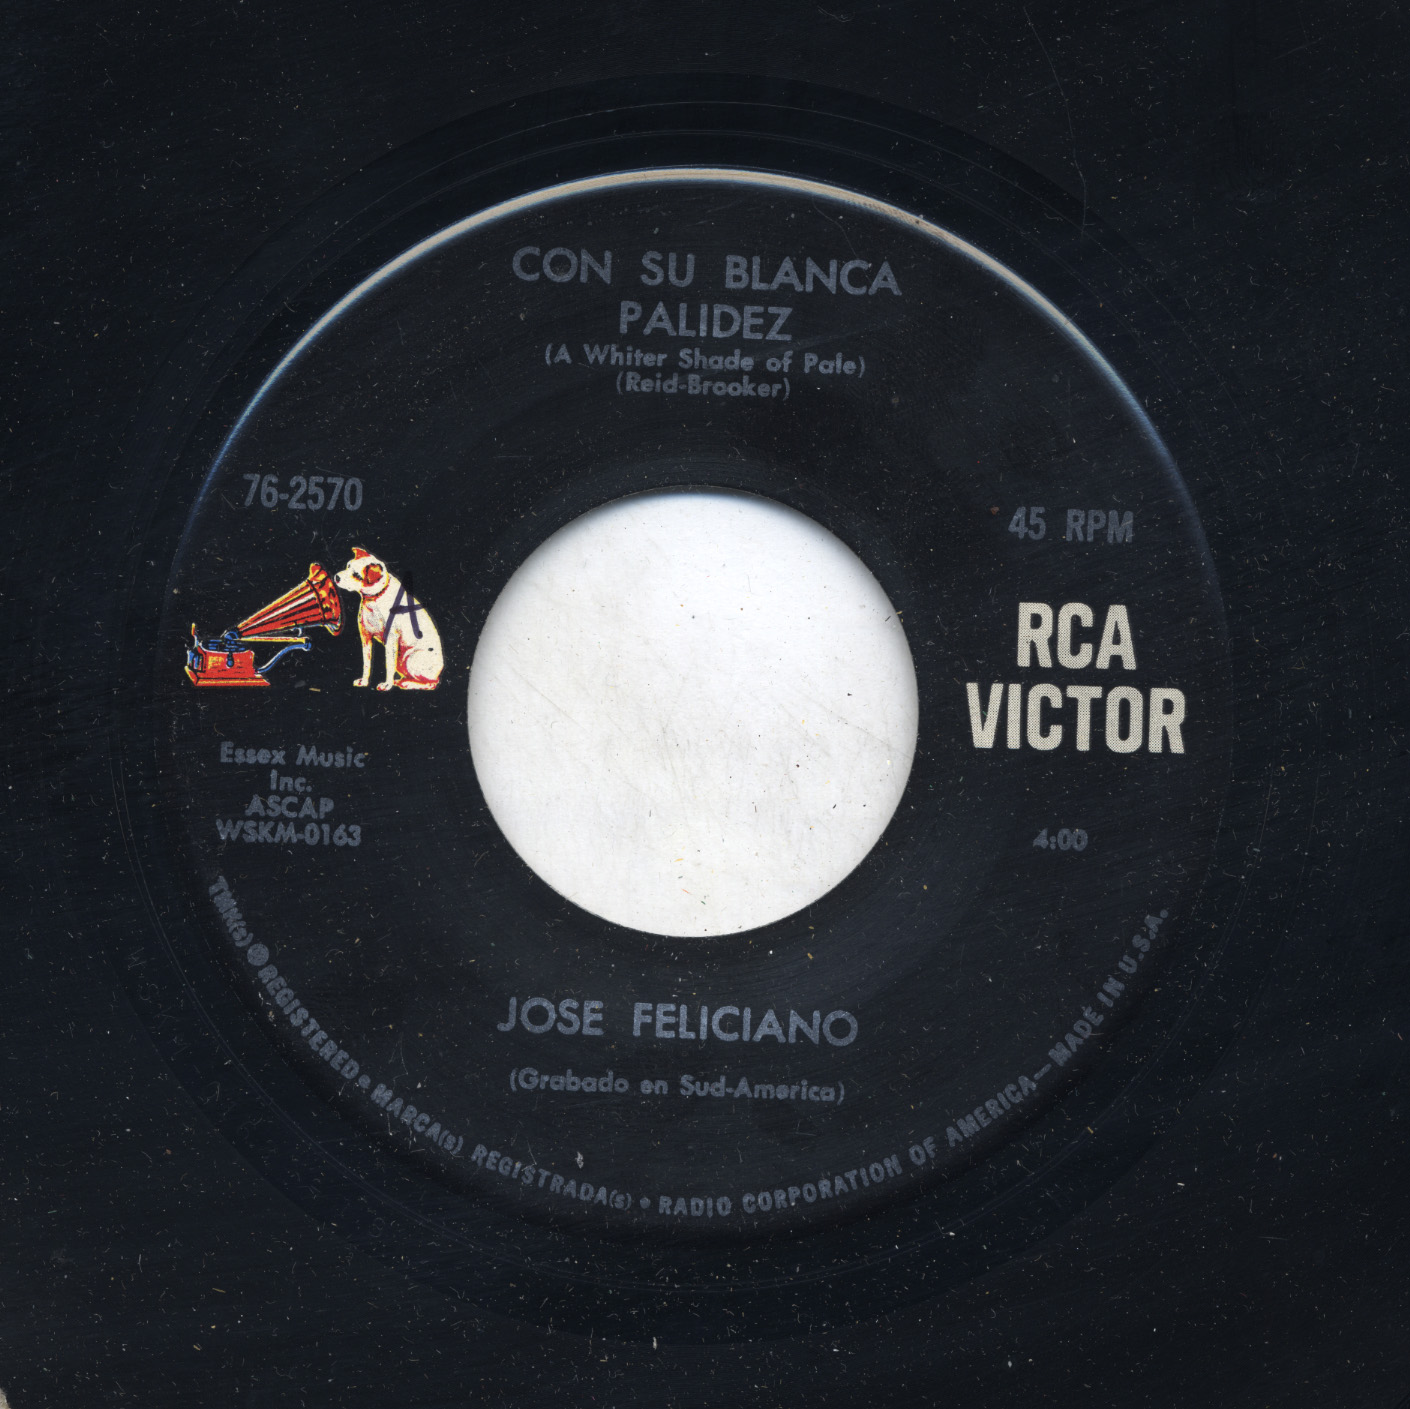 CON SU BLANCA
PALIDEZ
(A Whiter Shade of Pale)
(Reid-Brooker)
76-2570
45 RPM
A
RCA
VICTOR
Essex Music
Inc.
ASCAP
WSKM-0163
4:00
JOSE FELICIANO
(Grabado en Sud-America)
TMK(s) ® REGISTERED • MARCA(s) REGISTRADA(s) • RADIO CORPORATION OF AMERICA—MADE IN U.S.A.